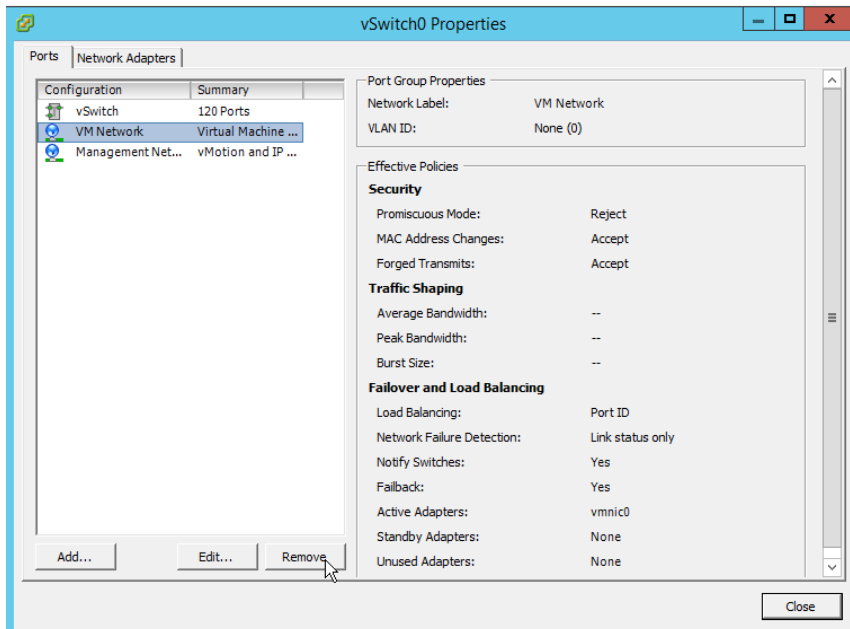 vSwitch0 Properties
Ports Network Adapters
Configuration Summary
vSwitch 120 Ports
VM Network Virtual Machine ...
Management Net... vMotion and IP ...
Add... Edit... Remove
Port Group Properties
Network Label: VM Network
VLAN ID: None (0)
Effective Policies
Security
Promiscuous Mode: Reject
MAC Address Changes: Accept
Forged Transmits: Accept
Traffic Shaping
Average Bandwidth: --
Peak Bandwidth: --
Burst Size: --
Failover and Load Balancing
Load Balancing: Port ID
Network Failure Detection: Link status only
Notify Switches: Yes
Failback: Yes
Active Adapters: vmnic0
Standby Adapters: None
Unused Adapters: None
Close